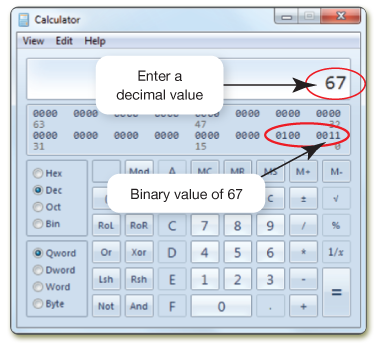 Calculator
View Edit Help
67
Enter a
decimal value
0000 0000 0000 0000 0000 0000 0000
63 47 32
0000 0000 0000 0000 0000 0000 0100 0011
31 15 0
Binary value of 67
Hex
Dec
Oct
Bin
Qword
Dword
Word
Byte
Mod A MC MR MS M+ M-
( C ± √
RoL RoR C 7 8 9 / %
Or Xor D 4 5 6 * 1/x
Lsh Rsh E 1 2 3 - =
Not And F 0 . +